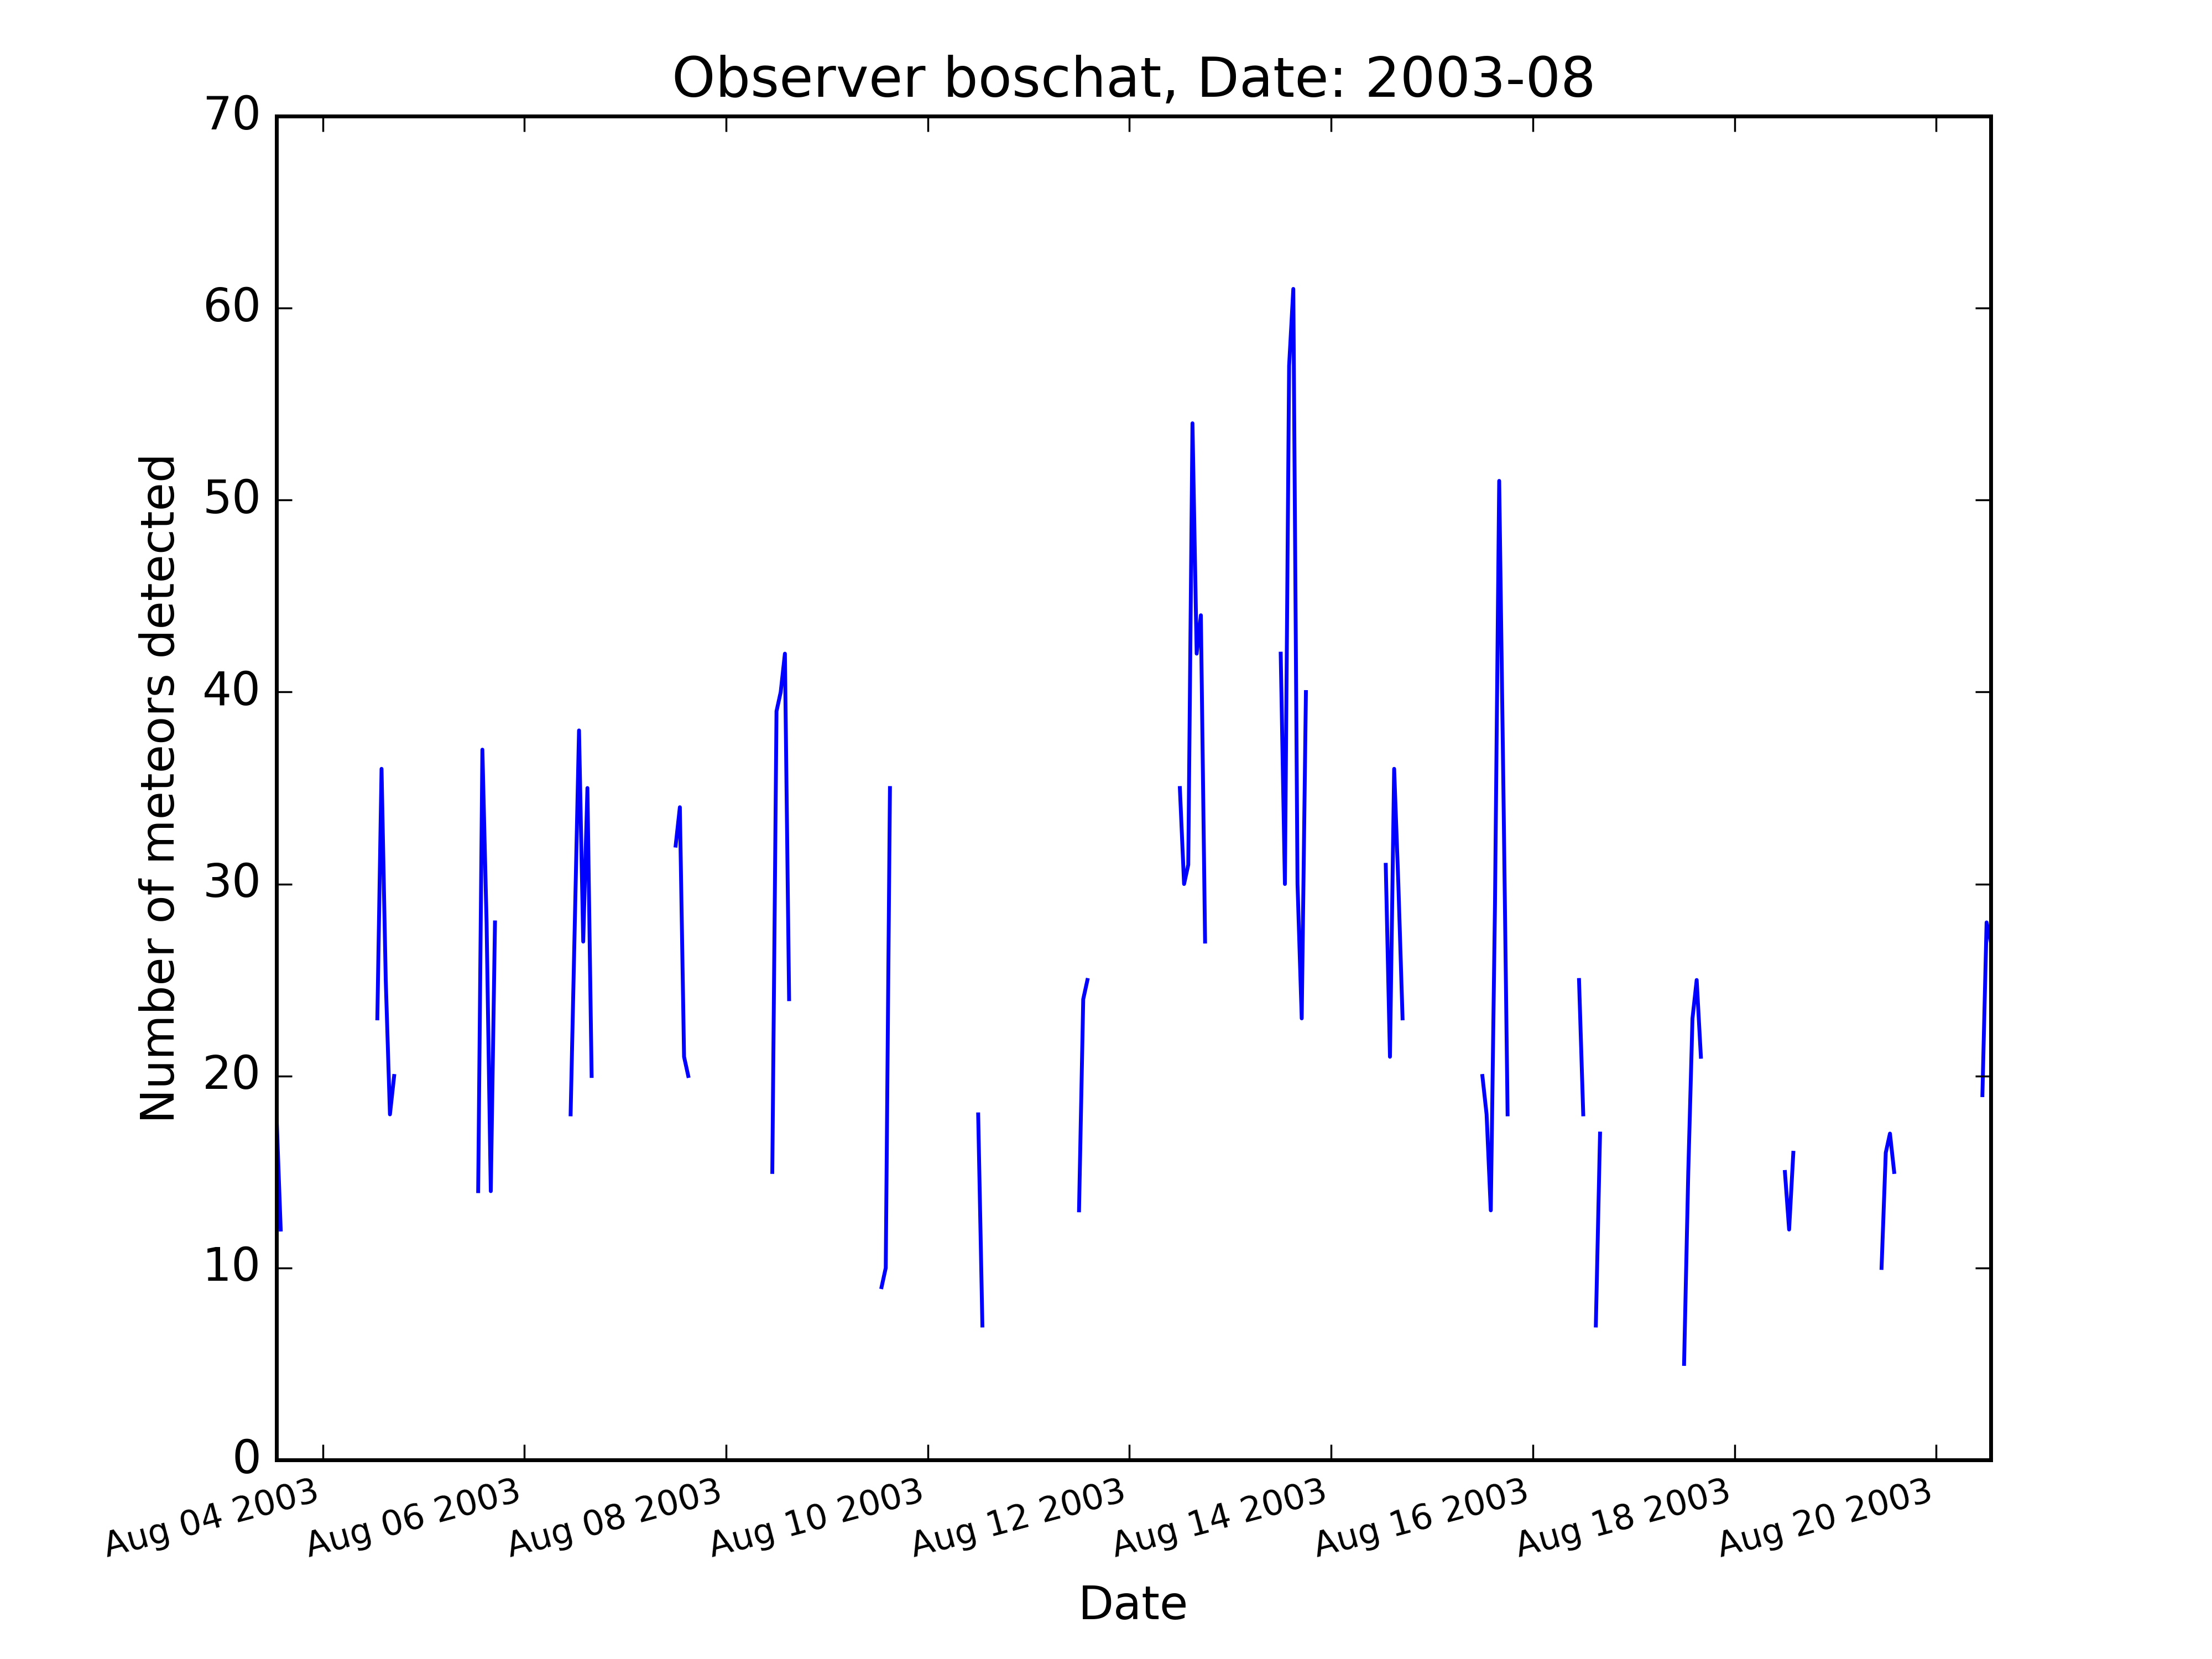 Observer boschat, Date: 2003-08
Number of meteors detected
70
60
50
40
30
20
10
0
Aug 04 2003
Aug 06 2003
Aug 08 2003
Aug 10 2003
Aug 12 2003
Aug 14 2003
Aug 16 2003
Aug 18 2003
Aug 20 2003
Date